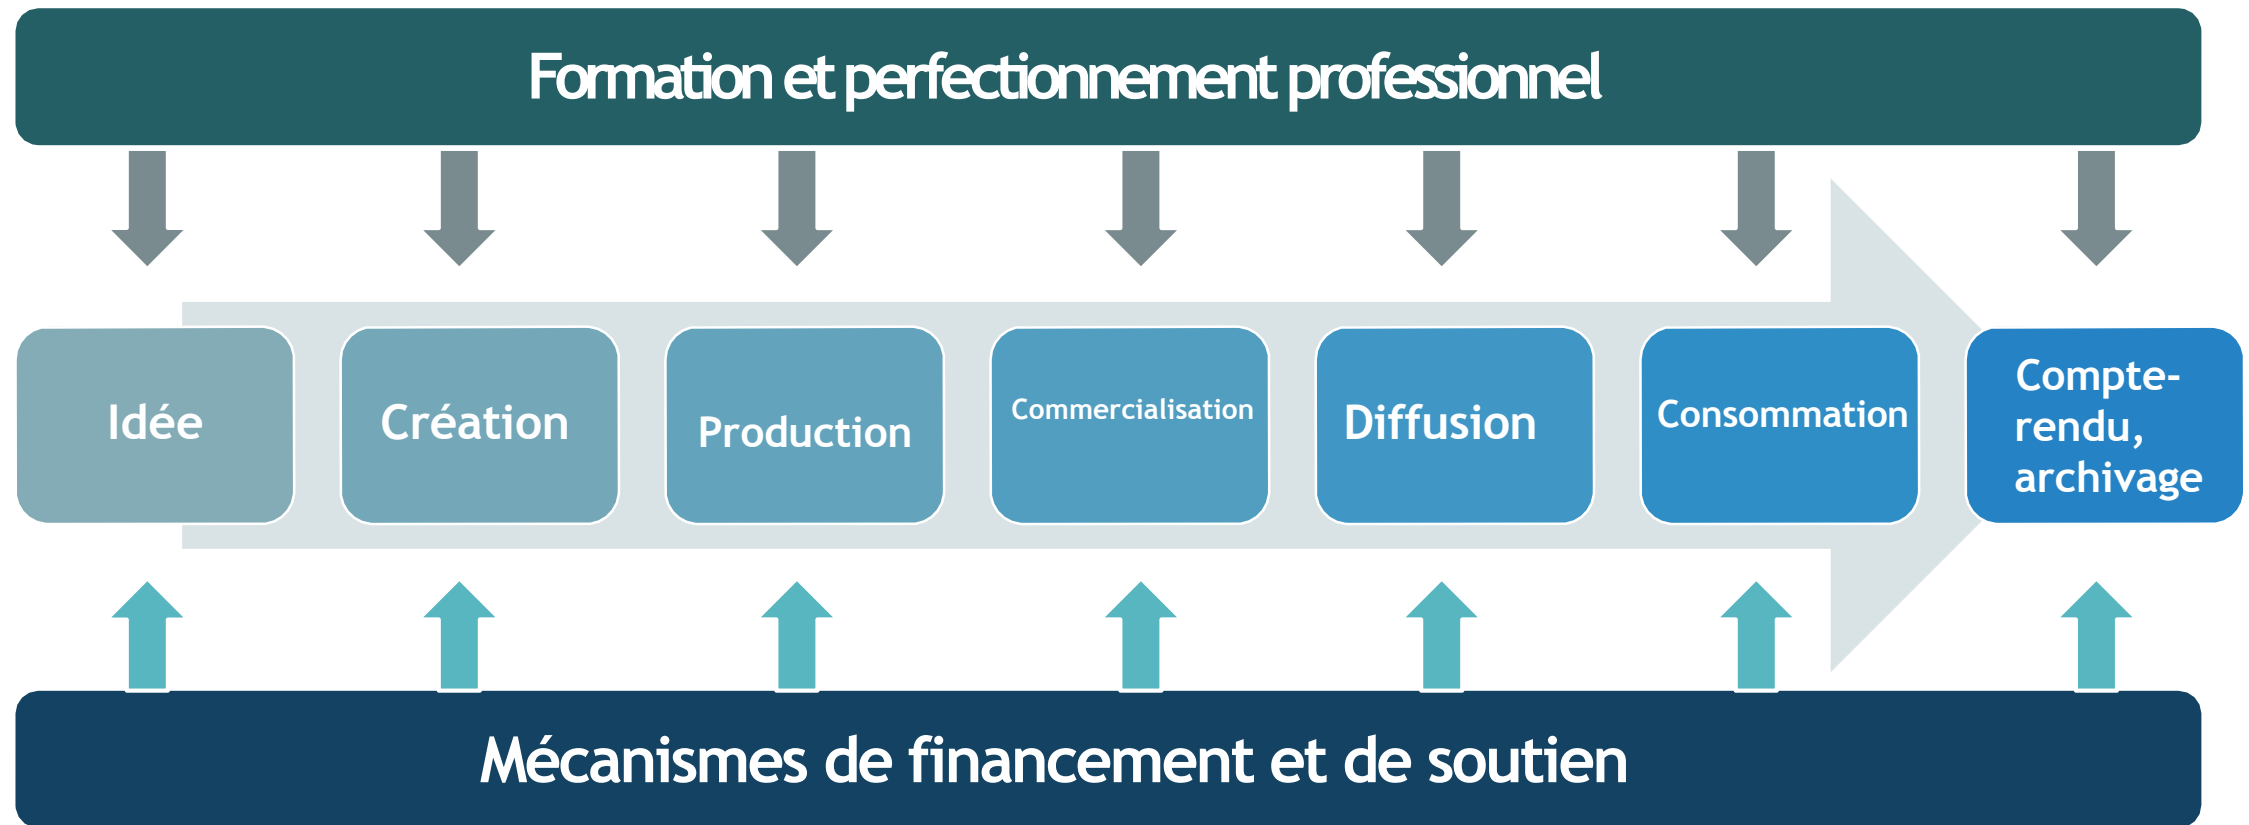 Formation et perfectionnement professionnel
Idée
Création
Production
Commercialisation
Diffusion
Consommation
Compte-
rendu,
archivage
Mécanismes de financement et de soutien